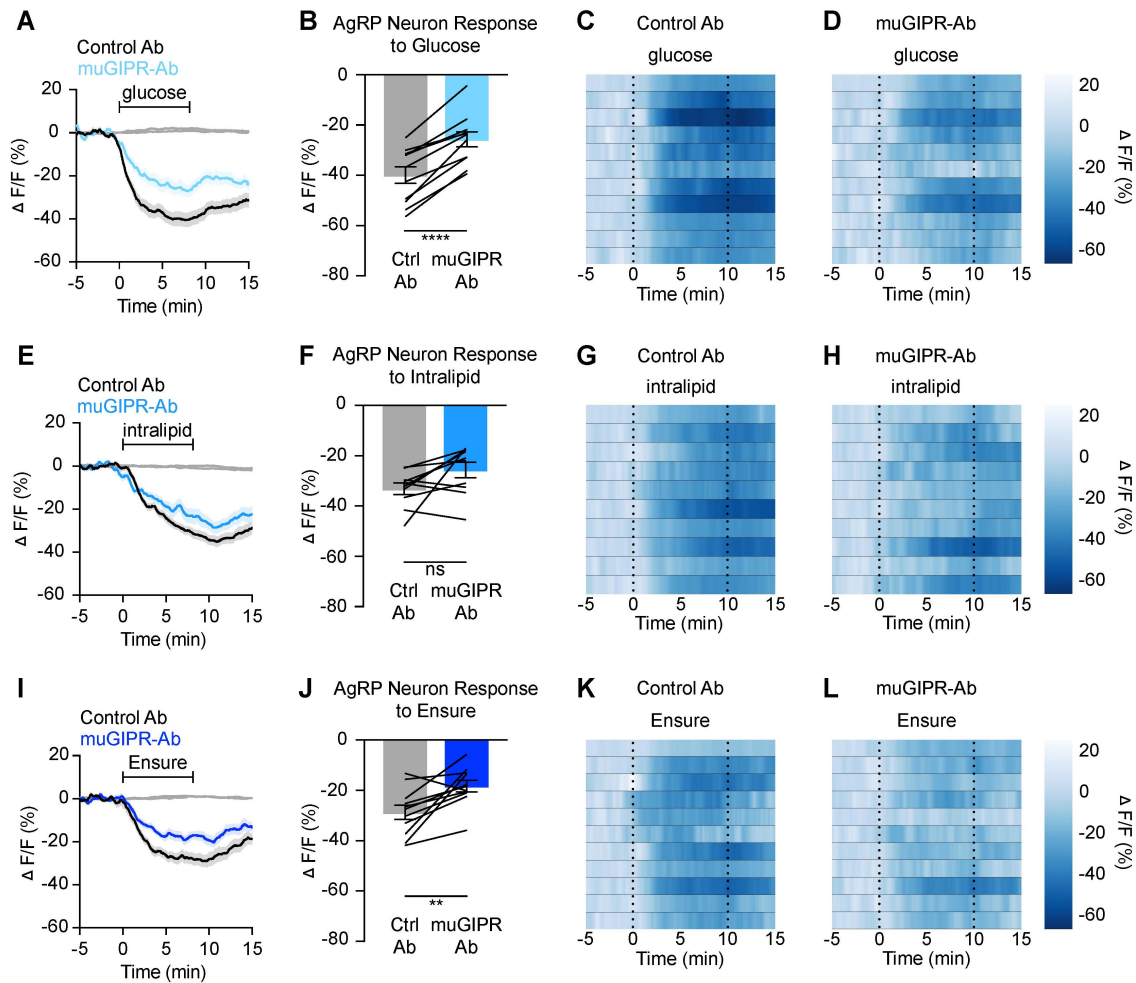 A
Control Ab
muGIPR-Ab
glucose
20
0
-20
-40
-60
Δ F/F (%)
-5
0
5
10
15
Time (min)
B
AgRP Neuron Response
to Glucose
0
-20
-40
-60
-80
Δ F/F (%)
****
Ctrl
Ab
muGIPR
Ab
C
Control Ab
glucose
-5
0
5
10
15
Time (min)
D
muGIPR-Ab
glucose
-5
0
5
10
15
Time (min)
20
0
-20
-40
-60
Δ F/F (%)
E
Control Ab
muGIPR-Ab
intralipid
20
0
-20
-40
-60
Δ F/F (%)
-5
0
5
10
15
Time (min)
F
AgRP Neuron Response
to Intralipid
0
-20
-40
-60
-80
Δ F/F (%)
ns
Ctrl
Ab
muGIPR
Ab
G
Control Ab
intralipid
-5
0
5
10
15
Time (min)
H
muGIPR-Ab
intralipid
-5
0
5
10
15
Time (min)
20
0
-20
-40
-60
Δ F/F (%)
I
Control Ab
muGIPR-Ab
Ensure
20
0
-20
-40
-60
Δ F/F (%)
-5
0
5
10
15
Time (min)
J
AgRP Neuron Response
to Ensure
0
-20
-40
-60
-80
Δ F/F (%)
**
Ctrl
Ab
muGIPR
Ab
K
Control Ab
Ensure
-5
0
5
10
15
Time (min)
L
muGIPR-Ab
Ensure
-5
0
5
10
15
Time (min)
20
0
-20
-40
-60
Δ F/F (%)